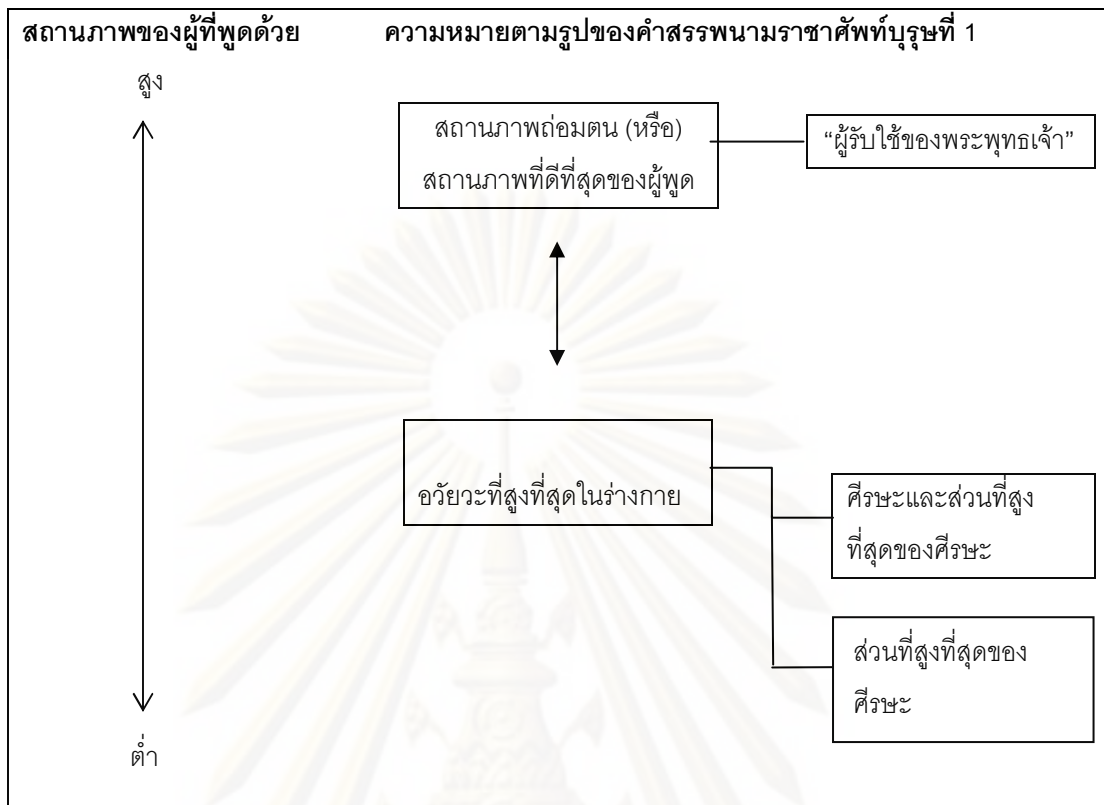 สถานภาพของผู้ที่พูดด้วย ความหมายตามรูปของคำสรรพนามราชาศัพท์บุรุษที่ 1
สูง
สถานภาพถ่อมตน (หรือ)
สถานภาพที่ดีที่สุดของผู้พูด
“ผู้รับใช้ของพระพุทธเจ้า”
อวัยวะที่สูงที่สุดในร่างกาย
ศีรษะและส่วนที่สูง
ที่สุดของศีรษะ
ส่วนที่สูงที่สุดของ
ศีรษะ
ต่ำ